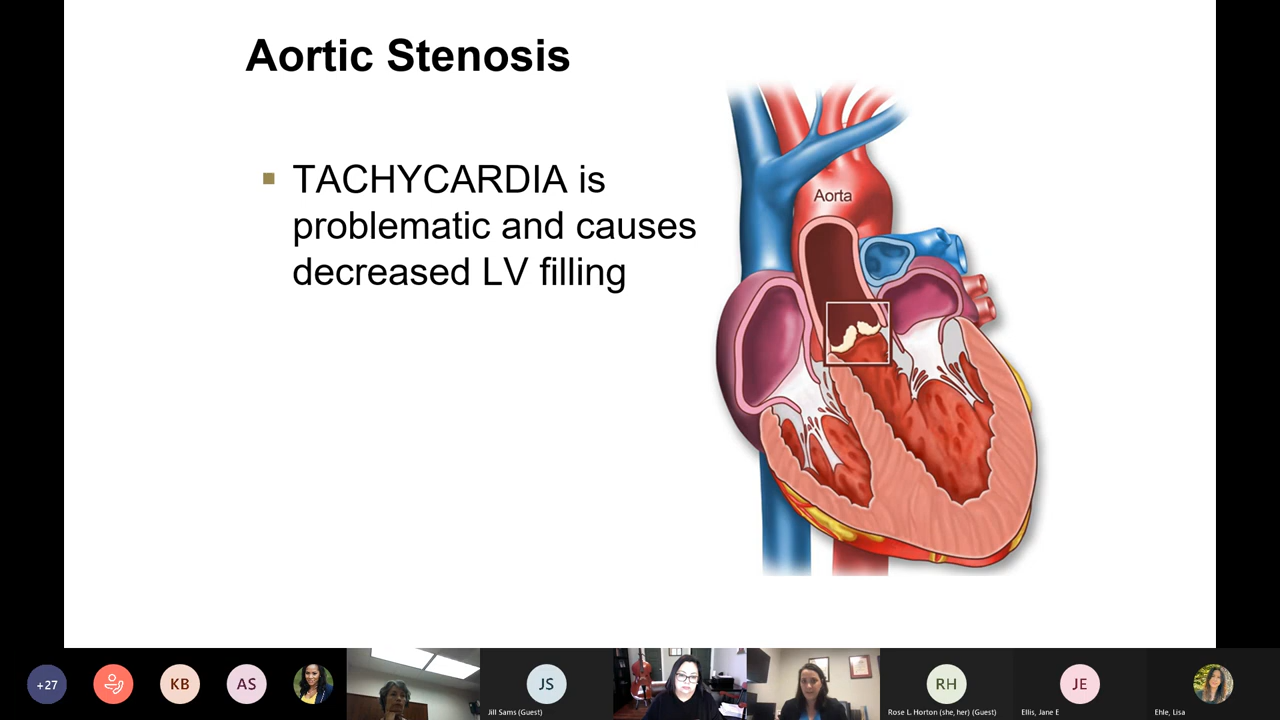 Aortic Stenosis
TACHYCARDIA is
problematic and causes
decreased LV filling
Aorta
+27
KB
AS
JS
Jill Sams (Guest)
RH
Rose L. Horton (she, her) (Guest)
JE
Ellis, Jane E
Ehle, Lisa